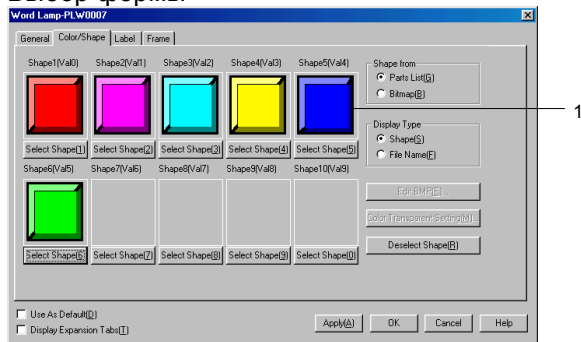 Выбор формы
Word Lamp-PLW0007
General Color/Shape Label Frame
Shape1(Val0) Shape2(Val1) Shape3(Val2) Shape4(Val3) Shape5(Val4)
Shape from
Parts List(G)
Bitmap(B)
1
Display Type
Shape(S)
File Name(F)
Select Shape(1) Select Shape(2) Select Shape(3) Select Shape(4) Select Shape(5)
Shape6(Val5) Shape7(Val6) Shape8(Val7) Shape9(Val8) Shape10(Val9)
Edit BMP(E)...
Color Transparent Setting(M)...
Deselect Shape(R)
Select Shape(6) Select Shape(7) Select Shape(8) Select Shape(9) Select Shape(0)
Use As Default(D)
Display Expansion Tabs(T)
Apply(A) OK Cancel Help